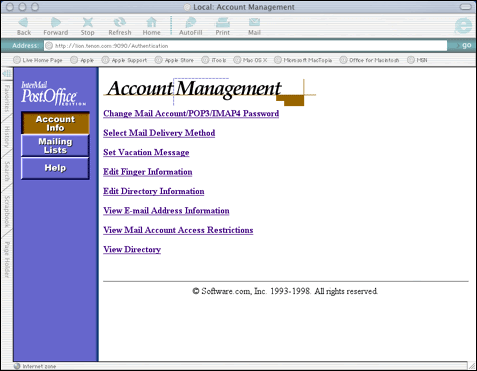 Local: Account Management
Back Forward Stop Refresh Home AutoFill Print Mail
Address: http://lion.tenon.com:9090/Authentication go
Live Home Page Apple Apple Support Apple Store iTools Mac OS X Microsoft MacTopia Office for Macintosh MSN
Favorites
History
Search
Scrapbook
Page Holder
InterMail
PostOffice
EDITION
Account
Info
Mailing
Lists
Help
Account Management
Change Mail Account/POP3/IMAP4 Password
Select Mail Delivery Method
Set Vacation Message
Edit Finger Information
Edit Directory Information
View E-mail Address Information
View Mail Account Access Restrictions
View Directory
© Software.com, Inc. 1993-1998. All rights reserved.
Internet zone